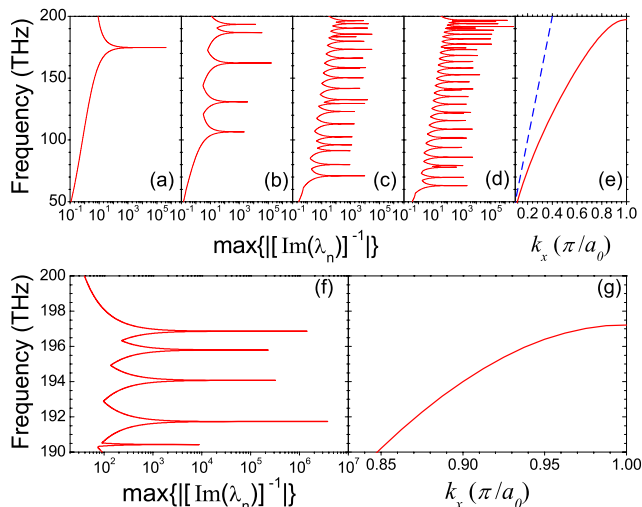 200
150
100
50
Frequency (THz)
(a)
(b)
(c)
(d)
(e)
10⁻¹ 10¹ 10³ 10⁵
10⁻¹ 10¹ 10³ 10⁵
10⁻¹ 10¹ 10³ 10⁵
10⁻¹ 10¹ 10³ 10⁵
0.2 0.4 0.6 0.8 1.0
max{|[ Im(λₙ)]⁻¹|}
kₓ (π/a₀)
(f)
(g)
200
198
196
194
192
190
Frequency (THz)
10² 10³ 10⁴ 10⁵ 10⁶ 10⁷
0.85 0.90 0.95 1.00
max{|[ Im(λₙ)]⁻¹|}
kₓ (π/a₀)